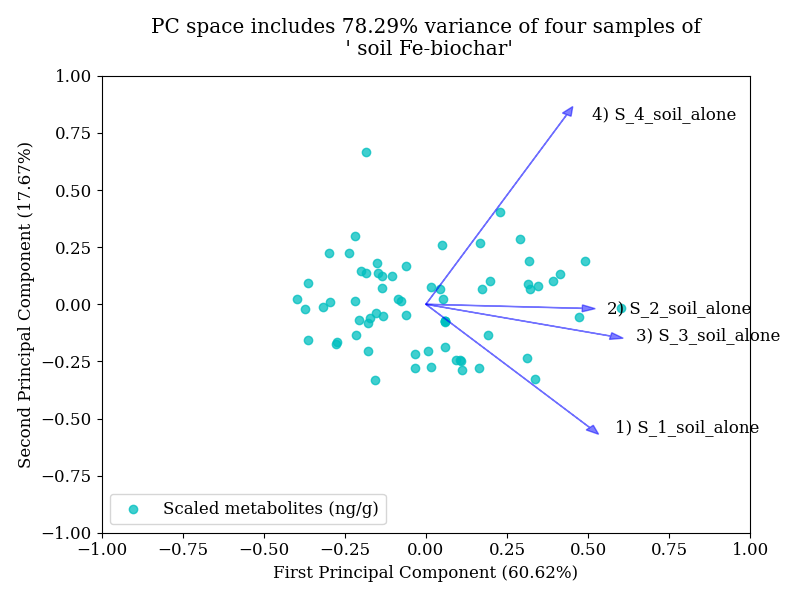 PC space includes 78.29% variance of four samples of
' soil Fe-biochar'
1.00
0.75
0.50
0.25
0.00
−0.25
−0.50
−0.75
−1.00
Second Principal Component (17.67%)
4) S_4_soil_alone
2) S_2_soil_alone
3) S_3_soil_alone
1) S_1_soil_alone
Scaled metabolites (ng/g)
−1.00 −0.75 −0.50 −0.25 0.00 0.25 0.50 0.75 1.00
First Principal Component (60.62%)